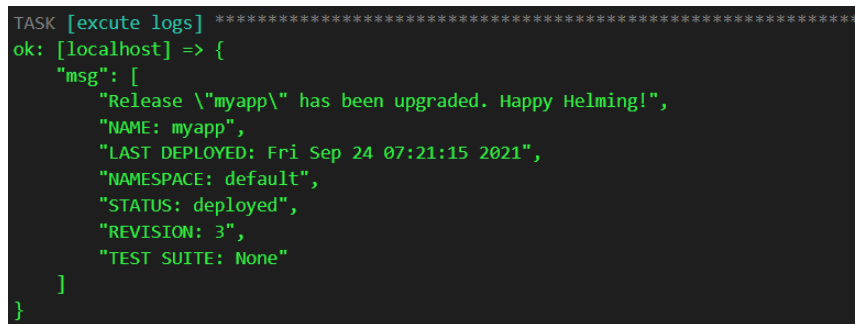 TASK [excute logs] *************************************************************
ok: [localhost] => {
    "msg": [
        "Release \"myapp\" has been upgraded. Happy Helming!",
        "NAME: myapp",
        "LAST DEPLOYED: Fri Sep 24 07:21:15 2021",
        "NAMESPACE: default",
        "STATUS: deployed",
        "REVISION: 3",
        "TEST SUITE: None"
    ]
}